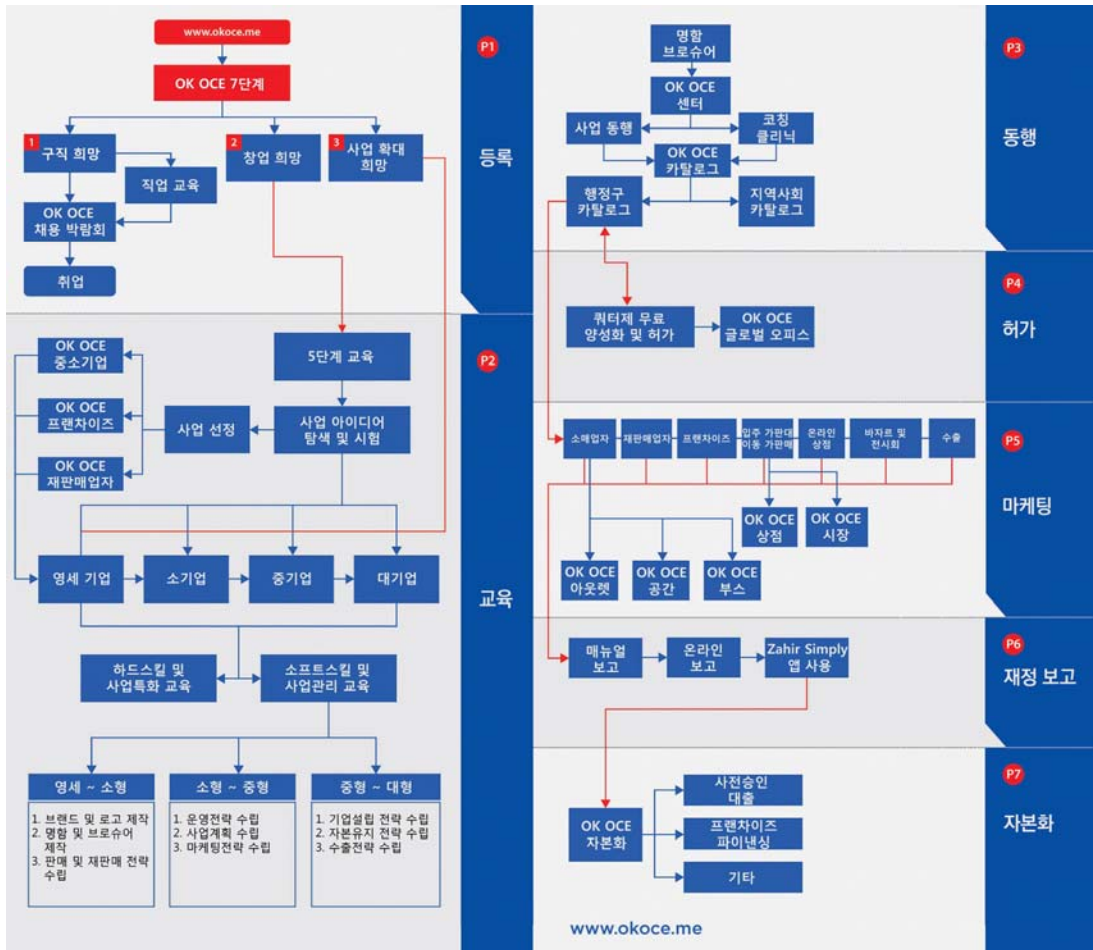 www.okoce.me
OK OCE 7단계
1
구직 희망
2
창업 희망
3
사업 확대
희망
직업 교육
OK OCE
채용 박람회
취업
P1
등록
5단계 교육
사업 아이디어
탐색 및 시험
사업 선정
OK OCE
중소기업
OK OCE
프랜차이즈
OK OCE
재판매업자
영세 기업
소기업
중기업
대기업
하드스킬 및
사업특화 교육
소프트스킬 및
사업관리 교육
영세 ~ 소형
1. 브랜드 및 로고 제작
2. 명함 및 브로슈어
제작
3. 판매 및 재판매 전략
수립
소형 ~ 중형
1. 운영전략 수립
2. 사업계획 수립
3. 마케팅전략 수립
중형 ~ 대형
1. 기업설립 전략 수립
2. 자본유지 전략 수립
3. 수출전략 수립
P2
교육
명함
브로슈어
OK OCE
센터
사업 동행
코칭
클리닉
OK OCE
카탈로그
행정구
카탈로그
지역사회
카탈로그
P3
동행
쿼터제 무료
양성화 및 허가
OK OCE
글로벌 오피스
P4
허가
소매업자
재판매업자
프랜차이즈
입주 가판대
이동 가판매
온라인
상점
바자르 및
전시회
수출
OK OCE
상점
OK OCE
시장
OK OCE
아웃렛
OK OCE
공간
OK OCE
부스
P5
마케팅
매뉴얼
보고
온라인
보고
Zahir Simply
앱 사용
P6
재정 보고
OK OCE
자본화
사전승인
대출
프랜차이즈
파이낸싱
기타
P7
자본화
www.okoce.me